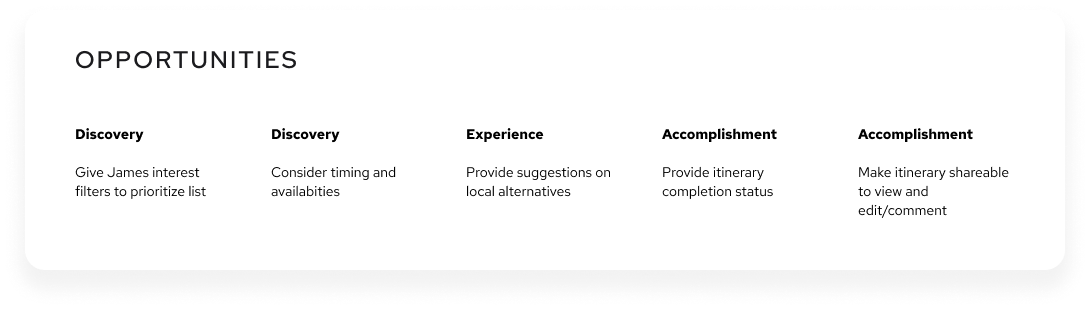 OPPORTUNITIES
Discovery
Give James interest
filters to prioritize list
Discovery
Consider timing and
availabities
Experience
Provide suggestions on
local alternatives
Accomplishment
Provide itinerary
completion status
Accomplishment
Make itinerary shareable
to view and
edit/comment